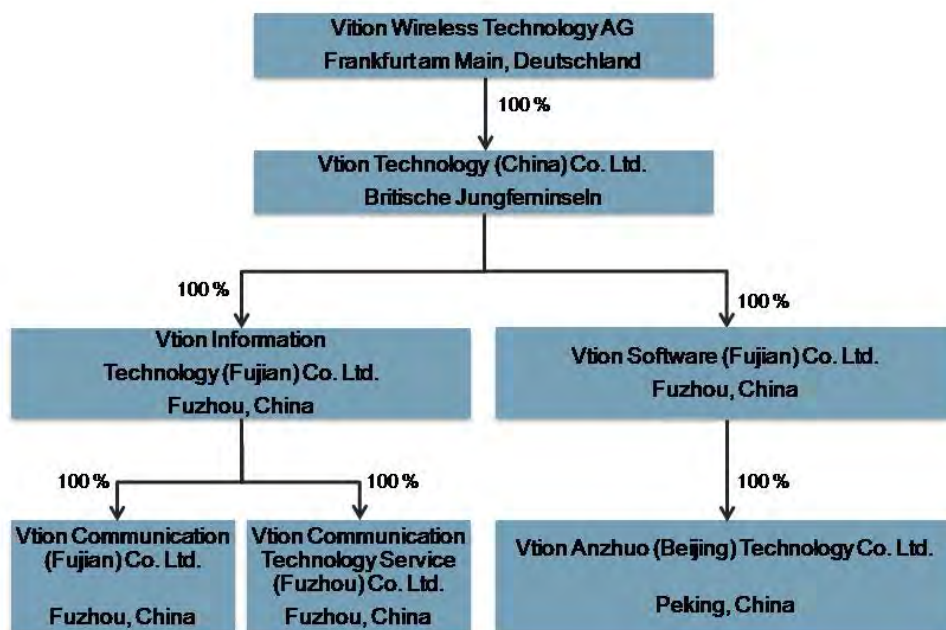 Vition Wireless Technology AG
Frankfurt am Main, Deutschland
100 %
Vtion Technology (China) Co. Ltd.
Britische Jungferninseln
100 %
100 %
Vtion Information
Technology (Fujian) Co. Ltd.
Fuzhou, China
Vtion Software (Fujian) Co. Ltd.
Fuzhou, China
100 %
100 %
100 %
Vtion Communication
(Fujian) Co. Ltd.
Fuzhou, China
Vtion Communication
Technology Service
(Fuzhou) Co. Ltd.
Fuzhou, China
Vtion Anzhuo (Beijing) Technology Co. Ltd.
Peking, China